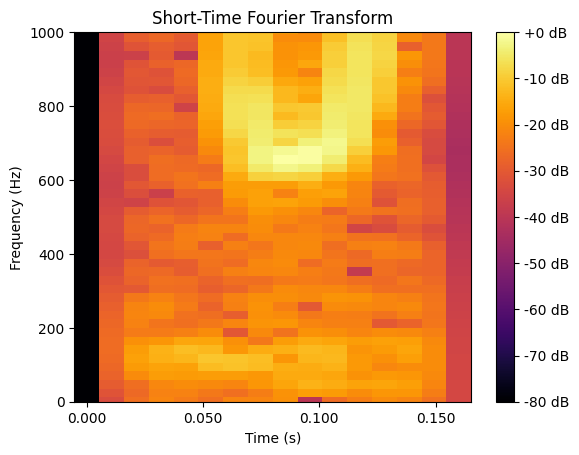 Short-Time Fourier Transform
1000
800
600
400
200
0
Frequency (Hz)
0.000
0.050
0.100
0.150
Time (s)
+0 dB
-10 dB
-20 dB
-30 dB
-40 dB
-50 dB
-60 dB
-70 dB
-80 dB